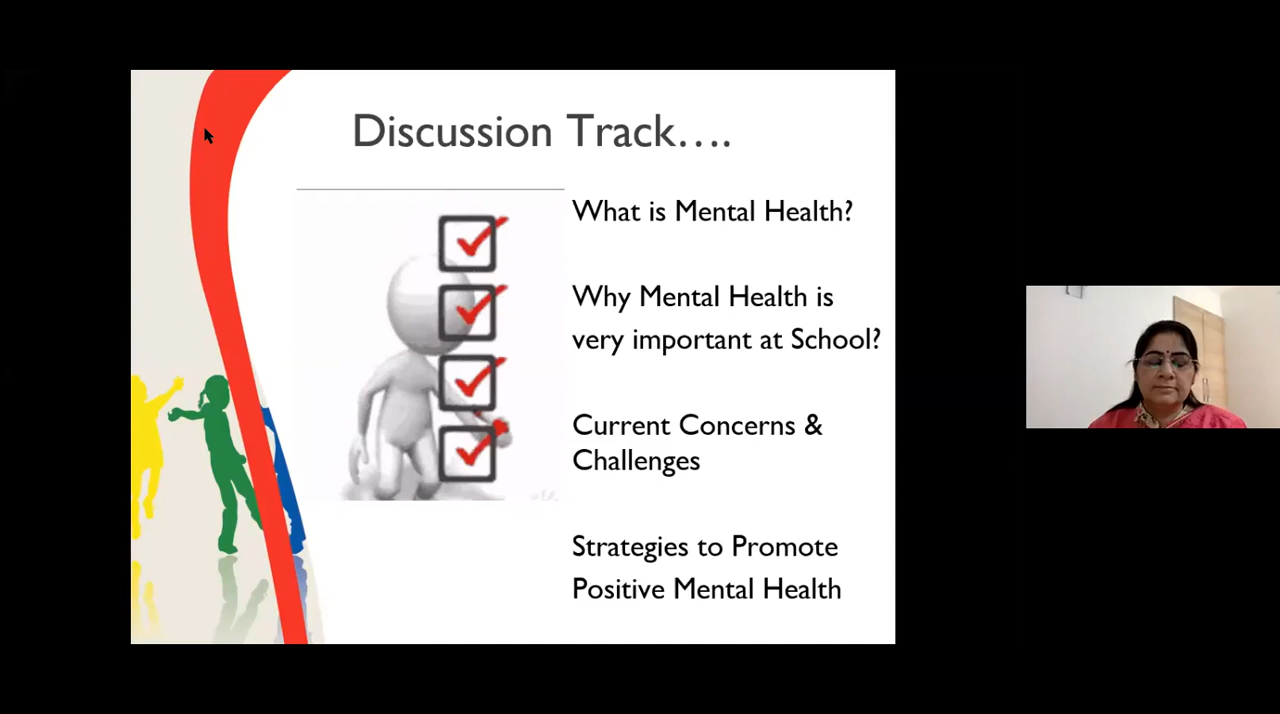 Discussion Track....
What is Mental Health?
Why Mental Health is
very important at School?
Current Concerns &
Challenges
Strategies to Promote
Positive Mental Health